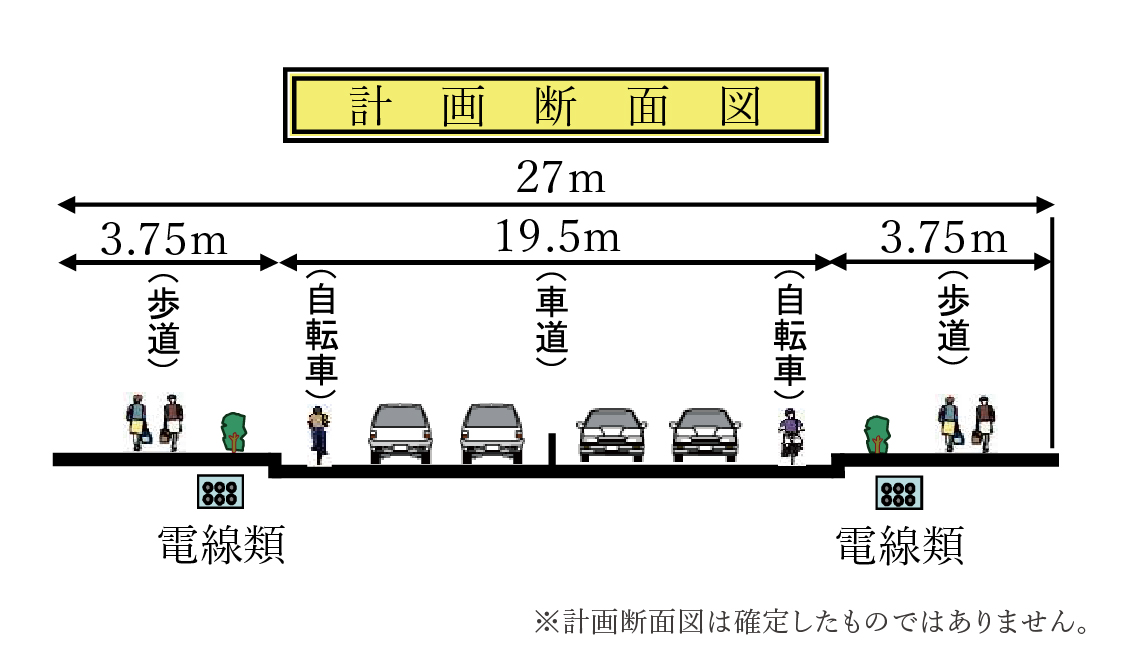 計画断面図
27m
3.75m
19.5m
3.75m
（歩道）
（自転車）
（車道）
（自転車）
（歩道）
電線類
電線類
※計画断面図は確定したものではありません。